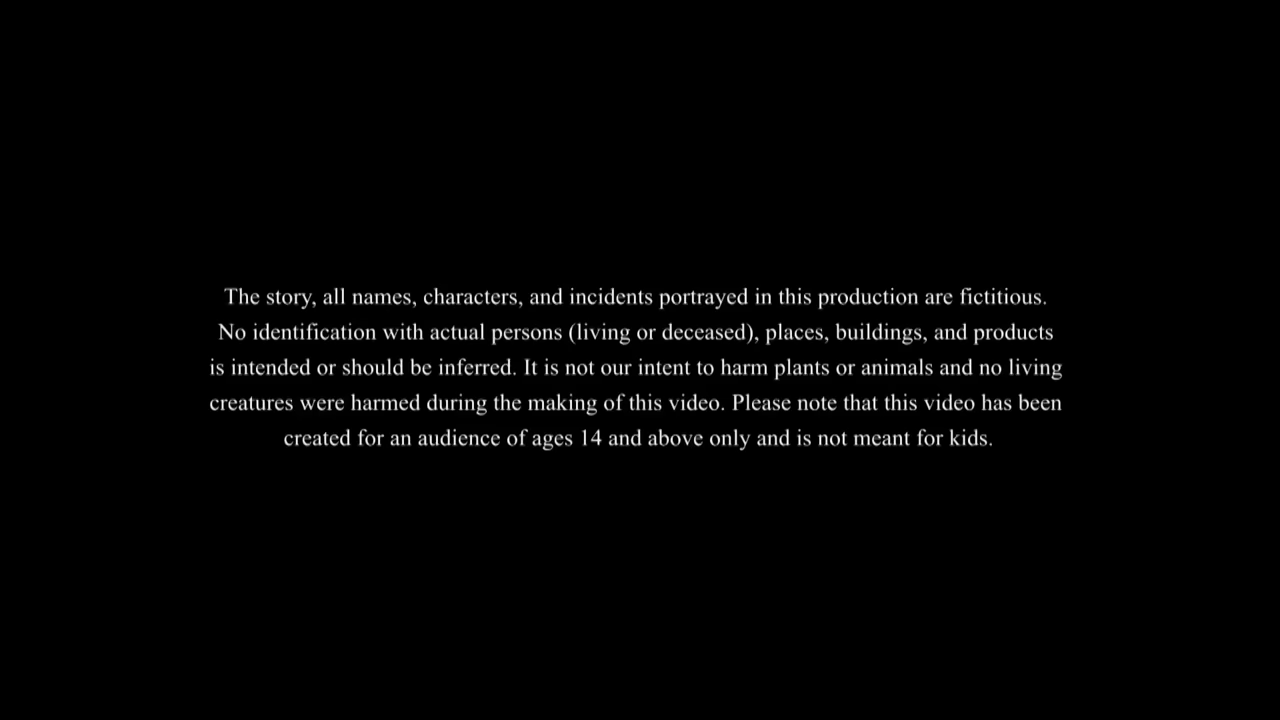 The story, all names, characters, and incidents portrayed in this production are fictitious.
No identification with actual persons (living or deceased), places, buildings, and products
is intended or should be inferred. It is not our intent to harm plants or animals and no living
creatures were harmed during the making of this video. Please note that this video has been
created for an audience of ages 14 and above only and is not meant for kids.